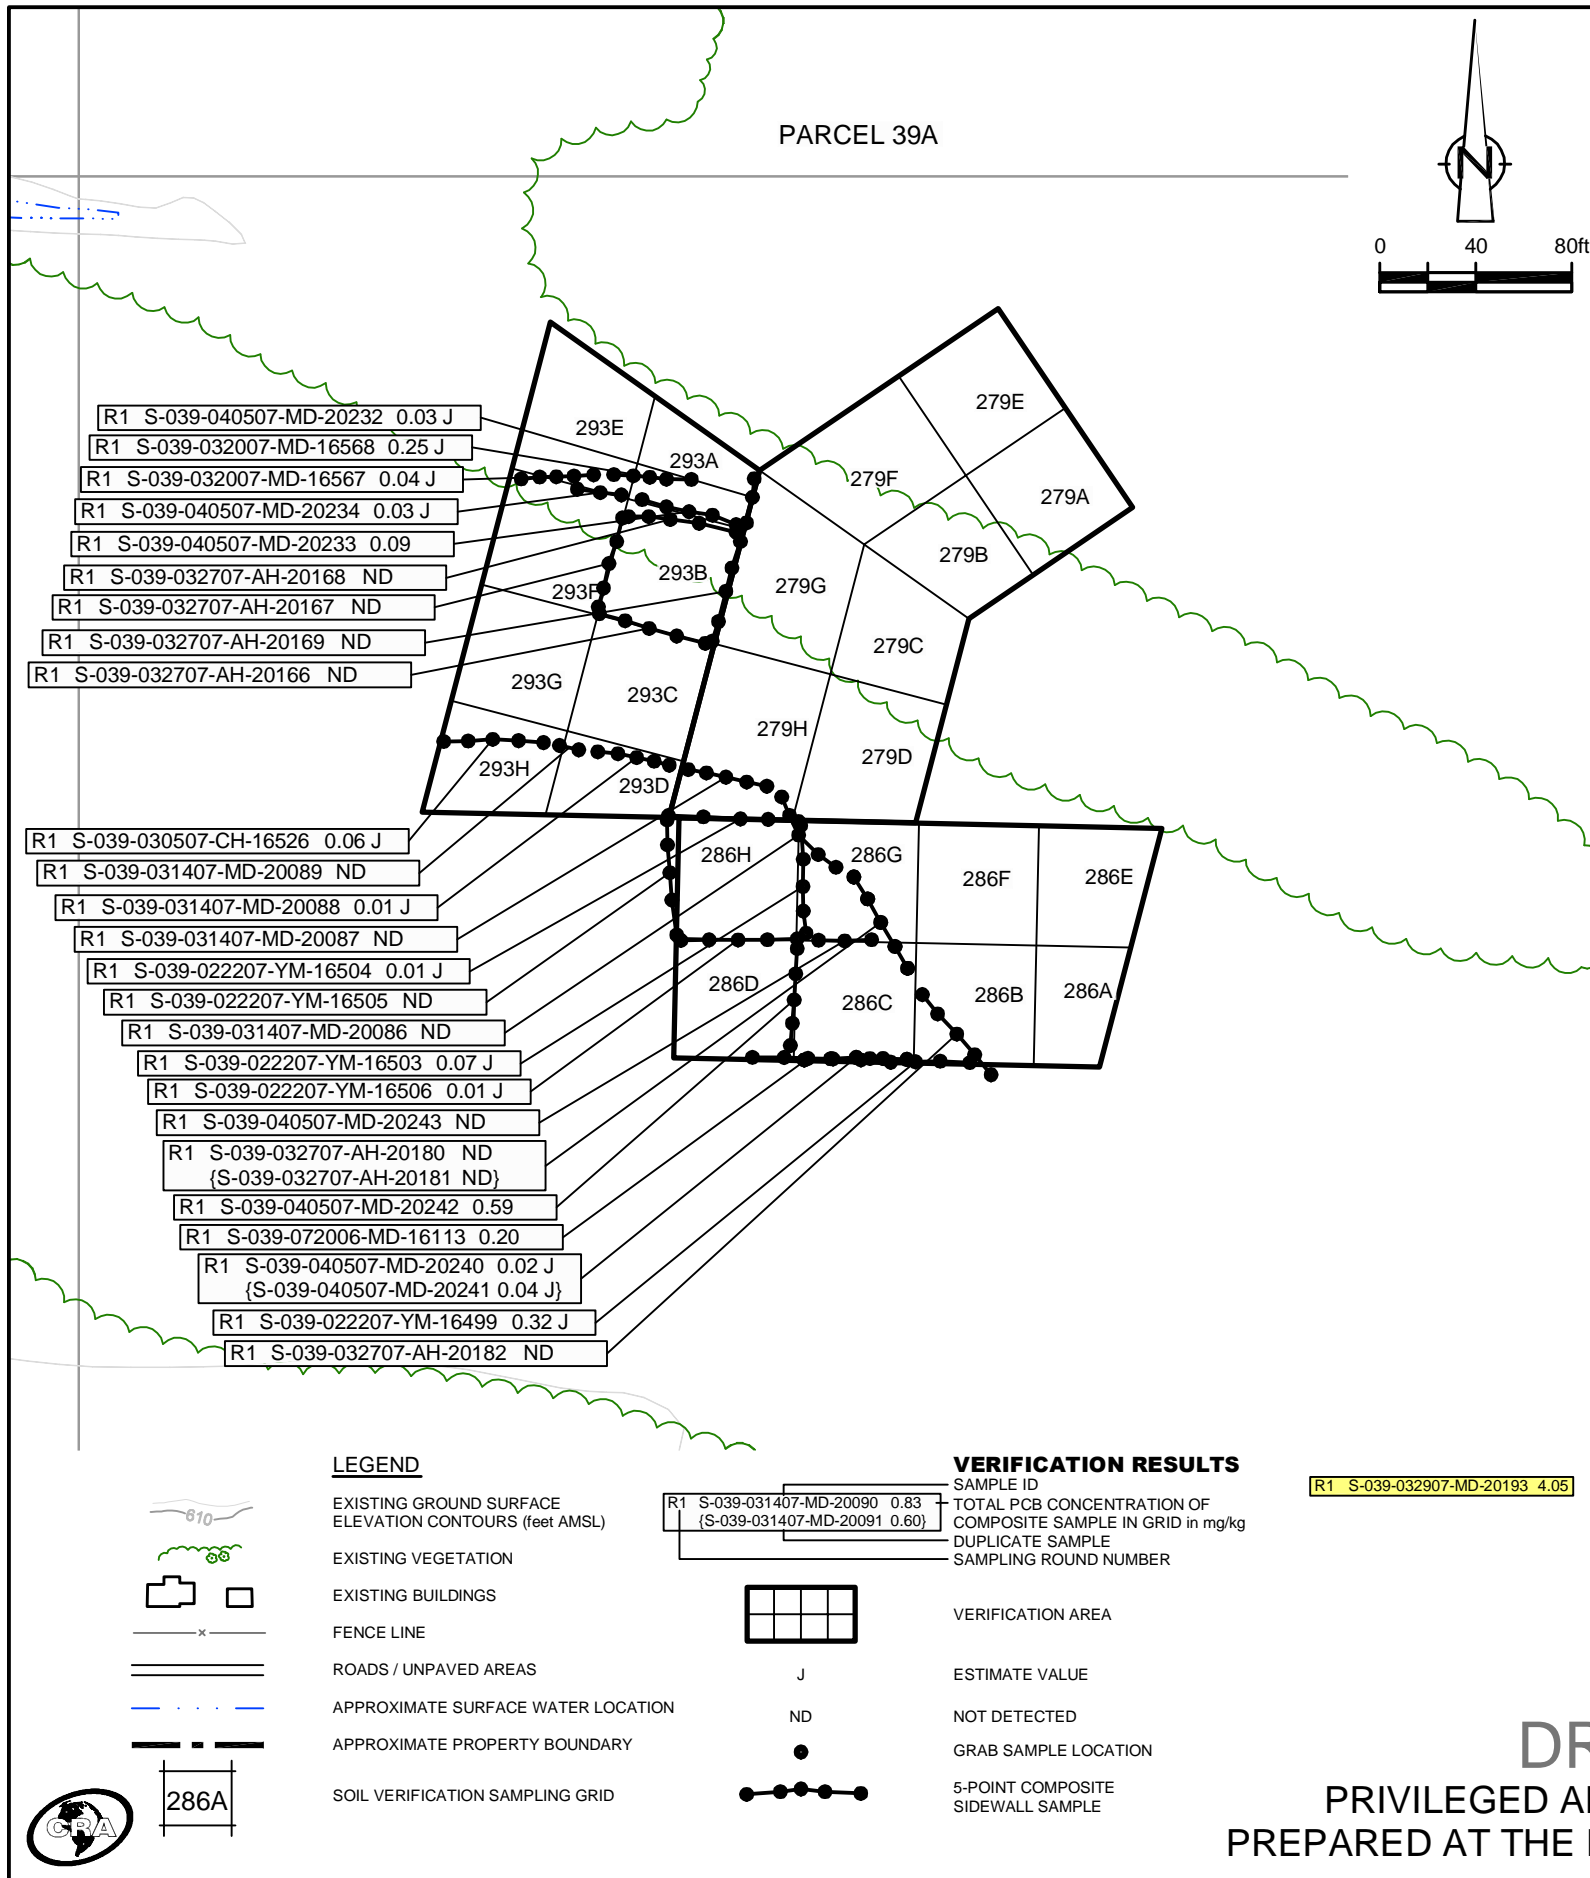 PARCEL 39A
N
0 40 80ft
279E
293E
293A
279F
279A
R1 S-039-040507-MD-20232 0.03 J
R1 S-039-032007-MD-16568 0.25 J
R1 S-039-032007-MD-16567 0.04 J
R1 S-039-040507-MD-20234 0.03 J
R1 S-039-040507-MD-20233 0.09
R1 S-039-032707-AH-20168 ND
R1 S-039-032707-AH-20167 ND
R1 S-039-032707-AH-20169 ND
R1 S-039-032707-AH-20166 ND
279B
293B
279G
293F
279C
293G
293C
279H
279D
293H
293D
R1 S-039-030507-CH-16526 0.06 J
R1 S-039-031407-MD-20089 ND
R1 S-039-031407-MD-20088 0.01 J
R1 S-039-031407-MD-20087 ND
R1 S-039-022207-YM-16504 0.01 J
R1 S-039-022207-YM-16505 ND
R1 S-039-031407-MD-20086 ND
R1 S-039-022207-YM-16503 0.07 J
R1 S-039-022207-YM-16506 0.01 J
R1 S-039-040507-MD-20243 ND
R1 S-039-032707-AH-20180 ND
{S-039-032707-AH-20181 ND}
R1 S-039-040507-MD-20242 0.59
R1 S-039-072006-MD-16113 0.20
R1 S-039-040507-MD-20240 0.02 J
{S-039-040507-MD-20241 0.04 J}
R1 S-039-022207-YM-16499 0.32 J
R1 S-039-032707-AH-20182 ND
286H
286G
286F
286E
286D
286C
286B
286A
LEGEND
610
EXISTING GROUND SURFACE
ELEVATION CONTOURS (feet AMSL)
EXISTING VEGETATION
EXISTING BUILDINGS
x
FENCE LINE
ROADS / UNPAVED AREAS
APPROXIMATE SURFACE WATER LOCATION
APPROXIMATE PROPERTY BOUNDARY
286A
SOIL VERIFICATION SAMPLING GRID
CRA
VERIFICATION RESULTS
R1 S-039-031407-MD-20090 0.83
{S-039-031407-MD-20091 0.60}
SAMPLE ID
TOTAL PCB CONCENTRATION OF
COMPOSITE SAMPLE IN GRID in mg/kg
DUPLICATE SAMPLE
SAMPLING ROUND NUMBER
R1 S-039-032907-MD-20193 4.05
VERIFICATION AREA
J
ESTIMATE VALUE
ND
NOT DETECTED
GRAB SAMPLE LOCATION
5-POINT COMPOSITE
SIDEWALL SAMPLE
PRIVILEGED
PREPARED AT THE